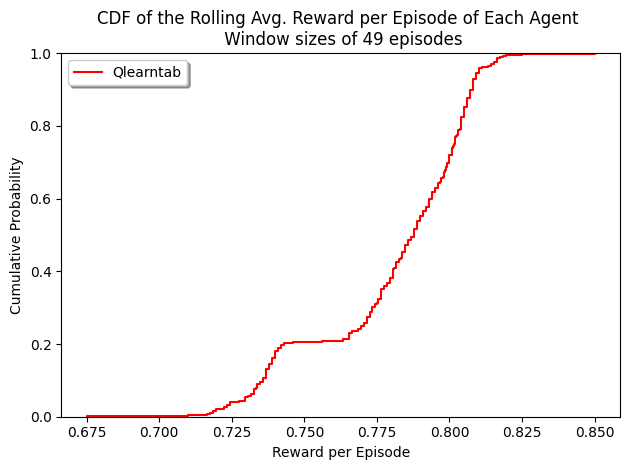 CDF of the Rolling Avg. Reward per Episode of Each Agent
Window sizes of 49 episodes
Qlearntab
1.0
0.8
0.6
0.4
0.2
0.0
Cumulative Probability
0.675 0.700 0.725 0.750 0.775 0.800 0.825 0.850
Reward per Episode